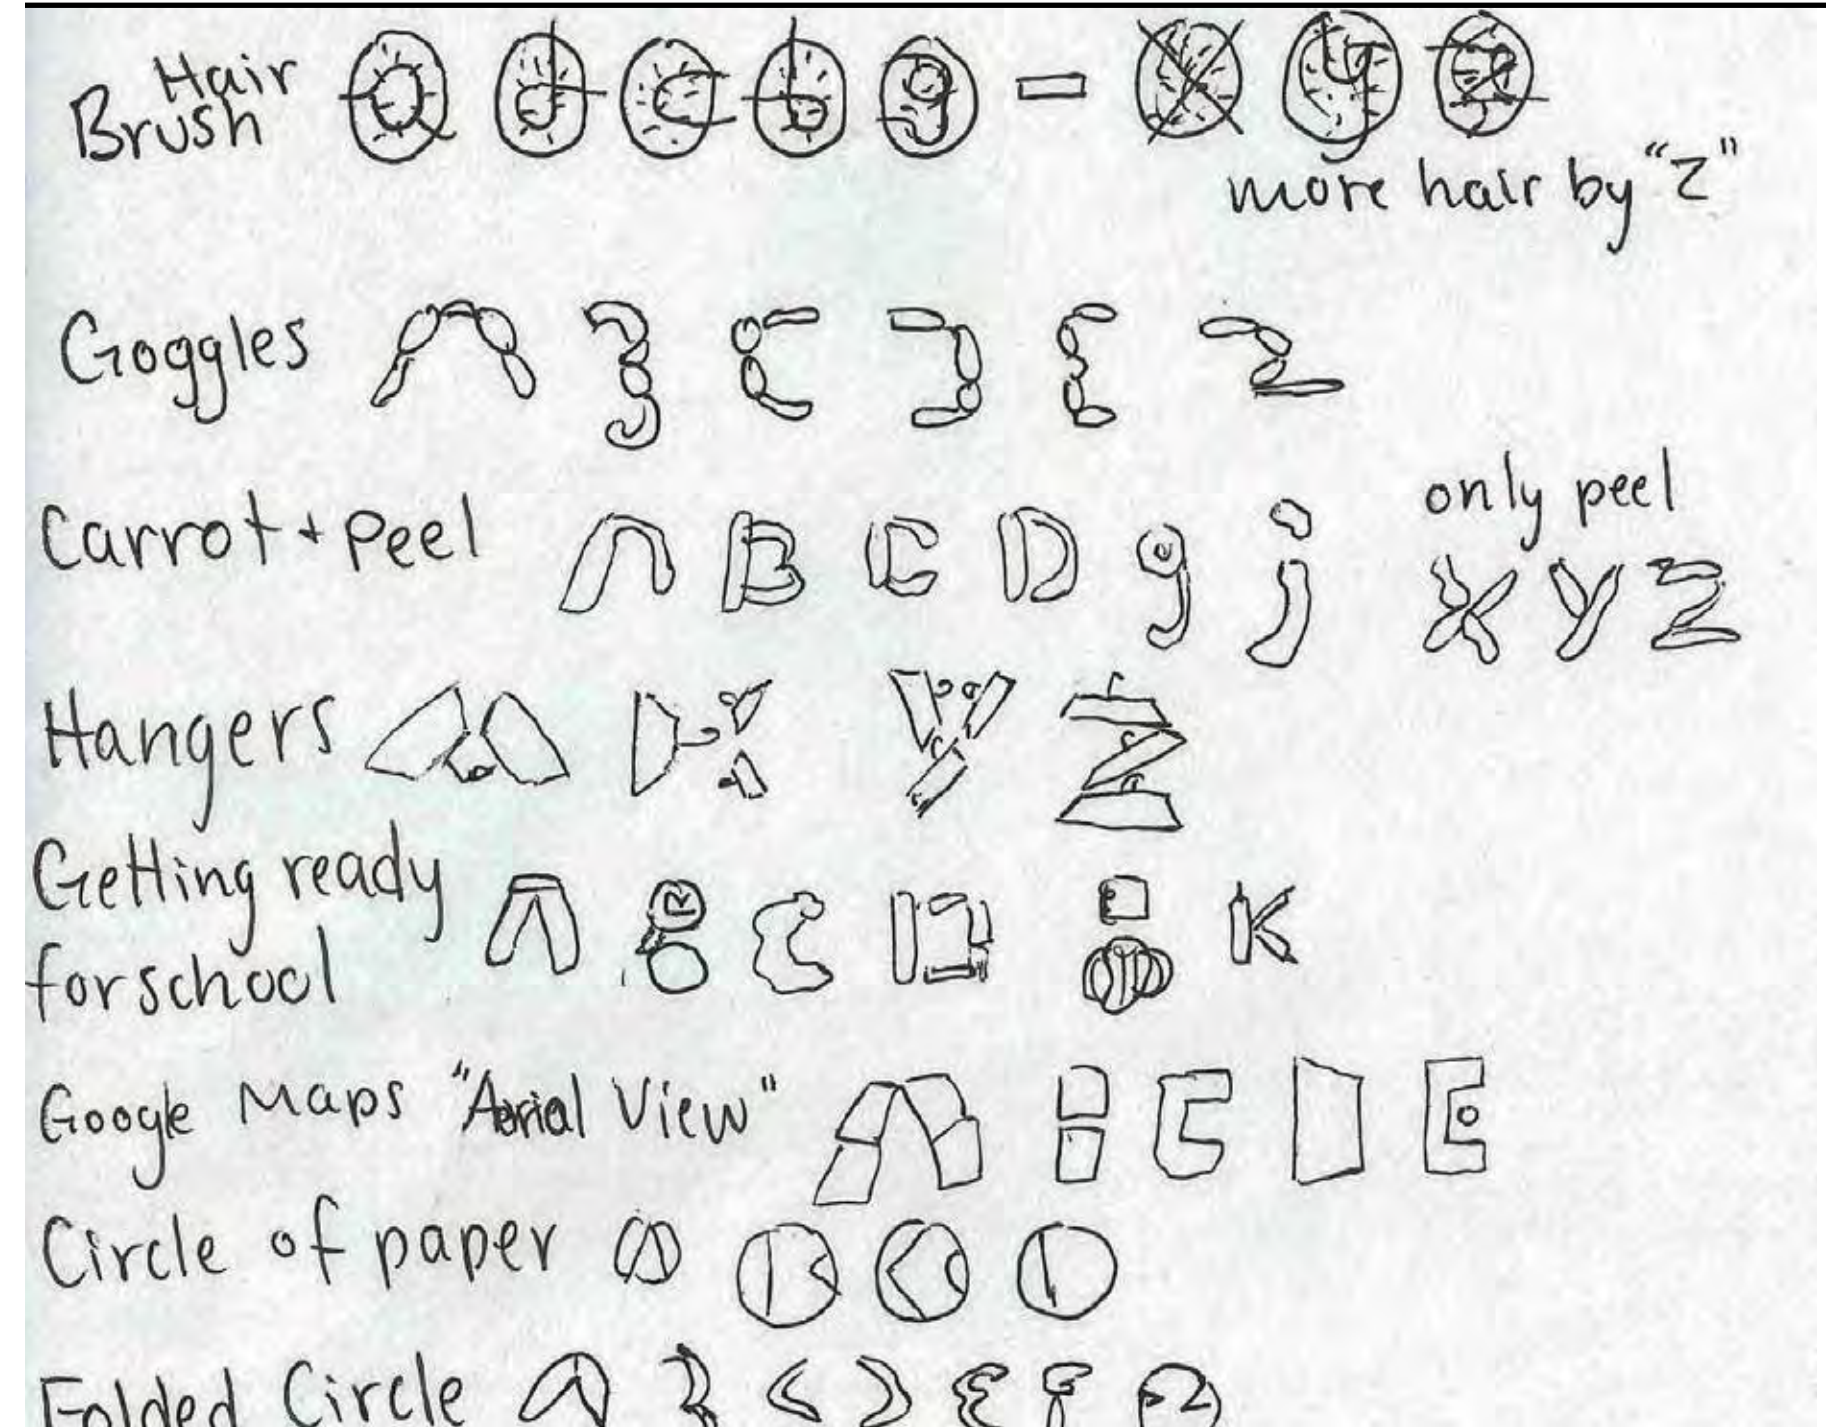 Hair
Brush a d c b g – X y z
more hair by "Z"
Goggles A B C D E Z
Carrot + Peel A B C D g j
only peel
X Y Z
Hangers A K Y Z
Getting ready
for school A B C D i K
Google Maps "Aerial View" A B C D E
Circle of paper A B C D
Folded Circle A B C D E F Z